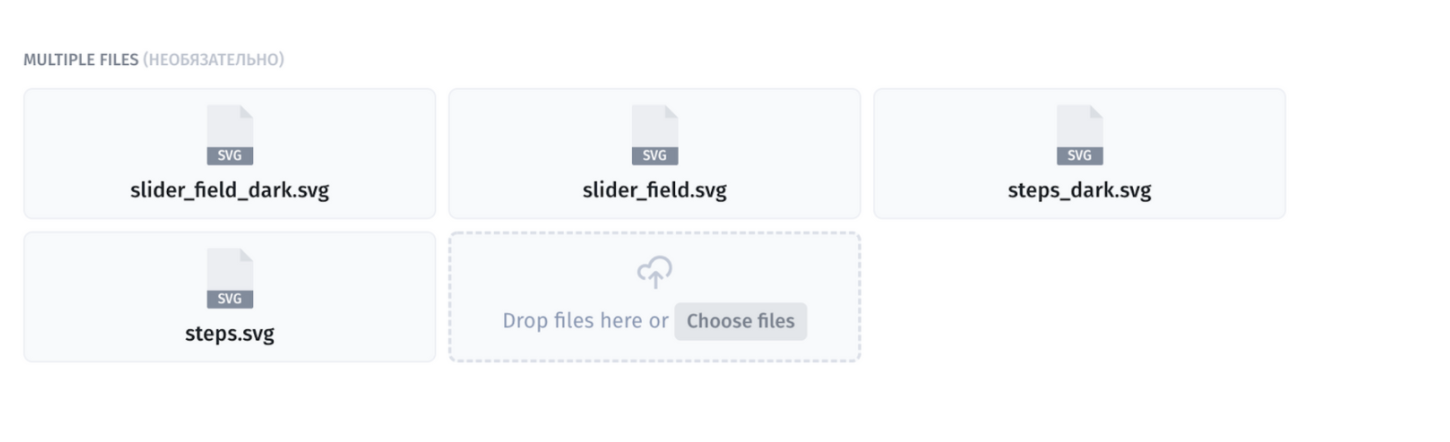 MULTIPLE FILES (НЕОБЯЗАТЕЛЬНО)
SVG SVG SVG
slider_field_dark.svg slider_field.svg steps_dark.svg
SVG
steps.svg
Drop files here or Choose files